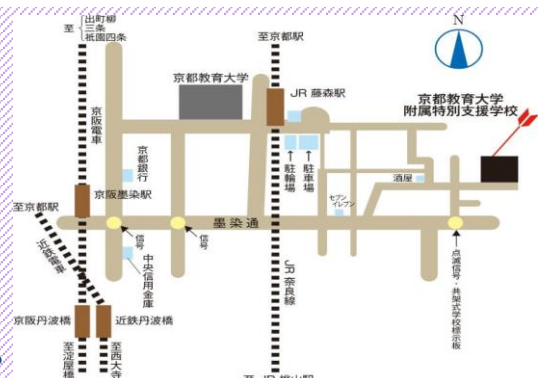 至
出町柳
三条
祇園四条
至京都駅
N
京都教育大学
JR 藤森駅
京都教育大学
附属特別支援学校
京阪電車
京都銀行
↑
駐輪場
↑
駐車場
酒屋
京阪墨染駅
セブン
イレブン
至京都駅
墨染通
近鉄電車
信号
信号
中央信用金庫
JR 奈良線
点滅信号・共架式学校標示板
京阪丹波橋
近鉄丹波橋
至淀屋橋
至西大寺
至 JR 桃山駅